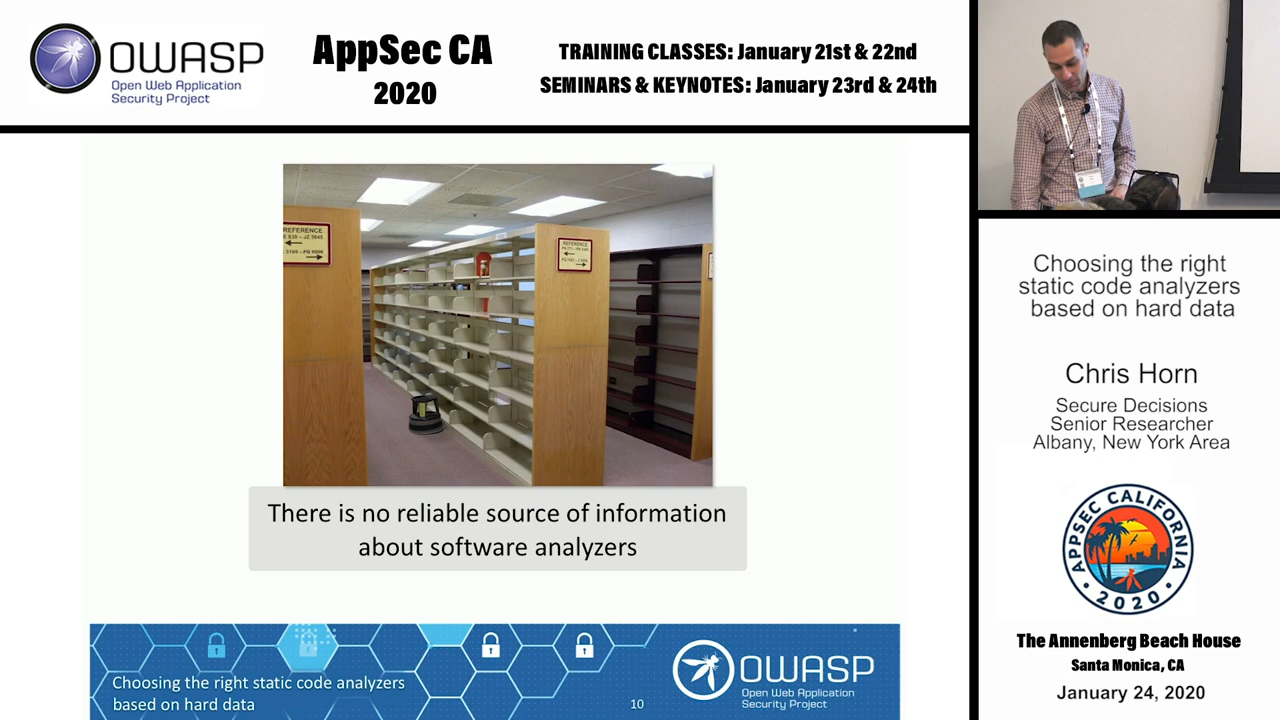 OWASP
Open Web Application
Security Project
AppSec CA
2020
TRAINING CLASSES: January 21st & 22nd
SEMINARS & KEYNOTES: January 23rd & 24th
REFERENCE
REFERENCE
There is no reliable source of information
about software analyzers
Choosing the right static code analyzers
based on hard data
10
OWASP
Open Web Application
Security Project
Choosing the right
static code analyzers
based on hard data
Chris Horn
Secure Decisions
Senior Researcher
Albany, New York Area
APPSEC CALIFORNIA
2020
The Annenberg Beach House
Santa Monica, CA
January 24, 2020